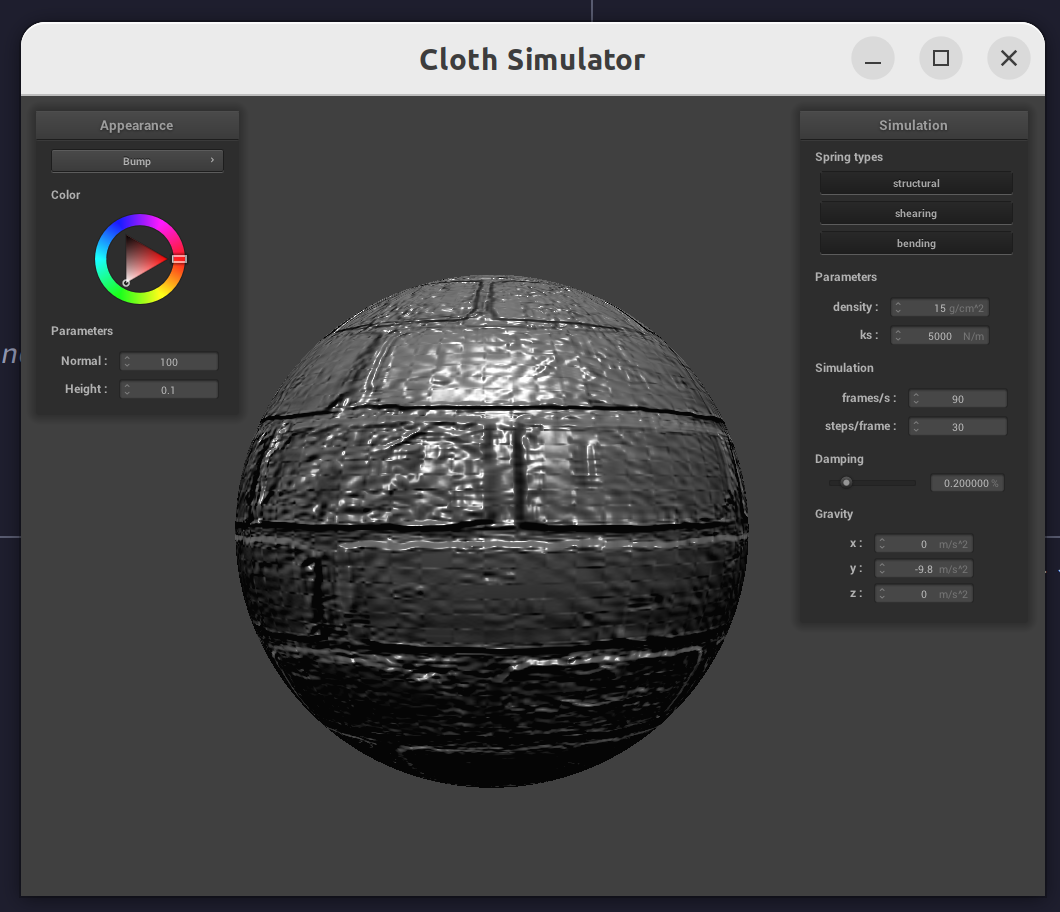 Cloth Simulator
Appearance
Bump
Color
Parameters
Normal : 100
Height : 0.1
Simulation
Spring types
structural
shearing
bending
Parameters
density : 15 g/cm^2
ks : 5000 N/m
Simulation
frames/s : 90
steps/frame : 30
Damping
0.200000 %
Gravity
x : 0 m/s^2
y : -9.8 m/s^2
z : 0 m/s^2